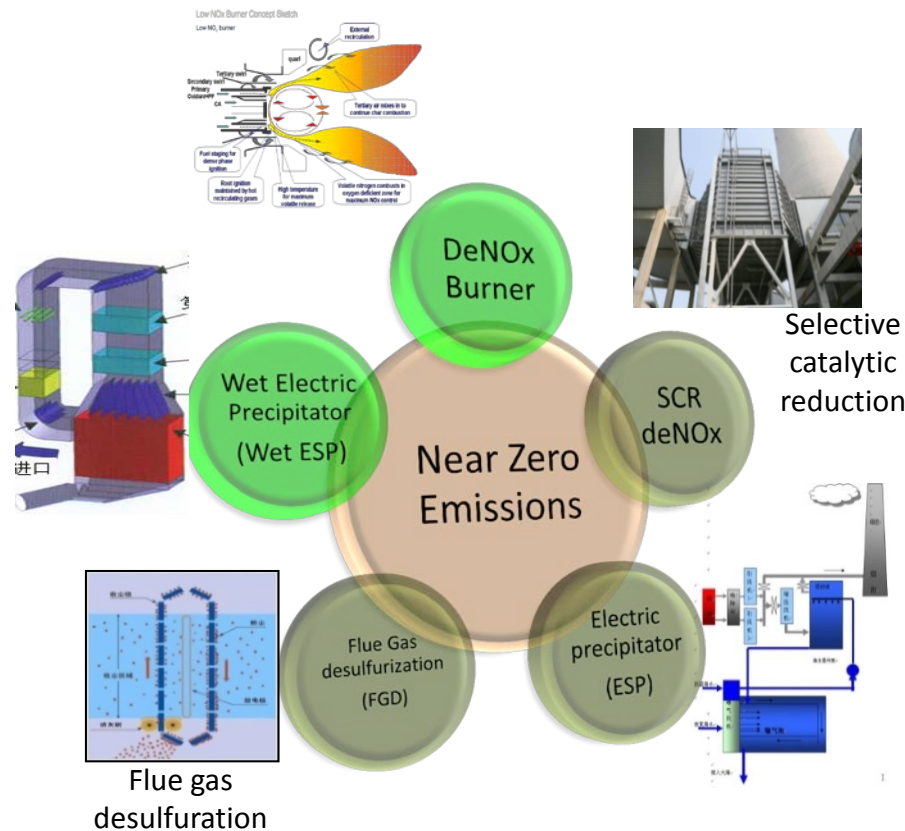 Low NOx Burner Concept Sketch
Low NOx burner
External
recirculation
quarl
Tertiary swirl
Secondary swirl
Primary
CA
Tertiary air mixes in to
continue char combustion
Fuel staging for
dense phase
ignition
Root ignition
maintained by hot
recirculating gases
High temperature
for maximum
volatile release
Volatile nitrogen combusts in
oxygen deficient zone for
maximum NOx control
DeNOx
Burner
Selective
catalytic
reduction
Wet Electric
Precipitator
(Wet ESP)
SCR
deNOx
Near Zero
Emissions
进口
Flue Gas
desulfurization
(FGD)
Electric
precipitator
(ESP)
Flue gas
desulfuration